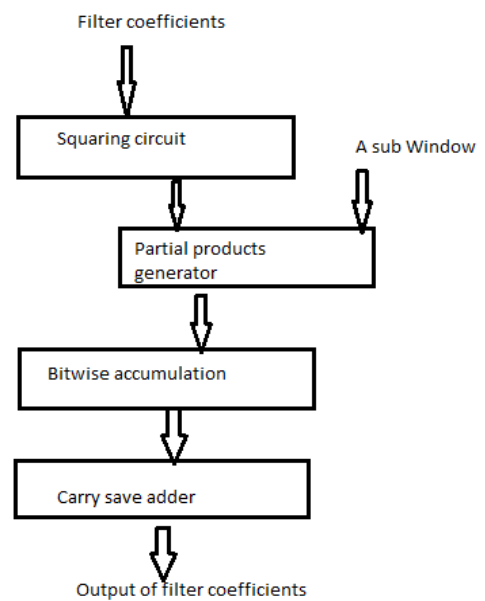 Filter coefficients
Squaring circuit
A sub Window
Partial products
generator
Bitwise accumulation
Carry save adder
Output of filter coefficients